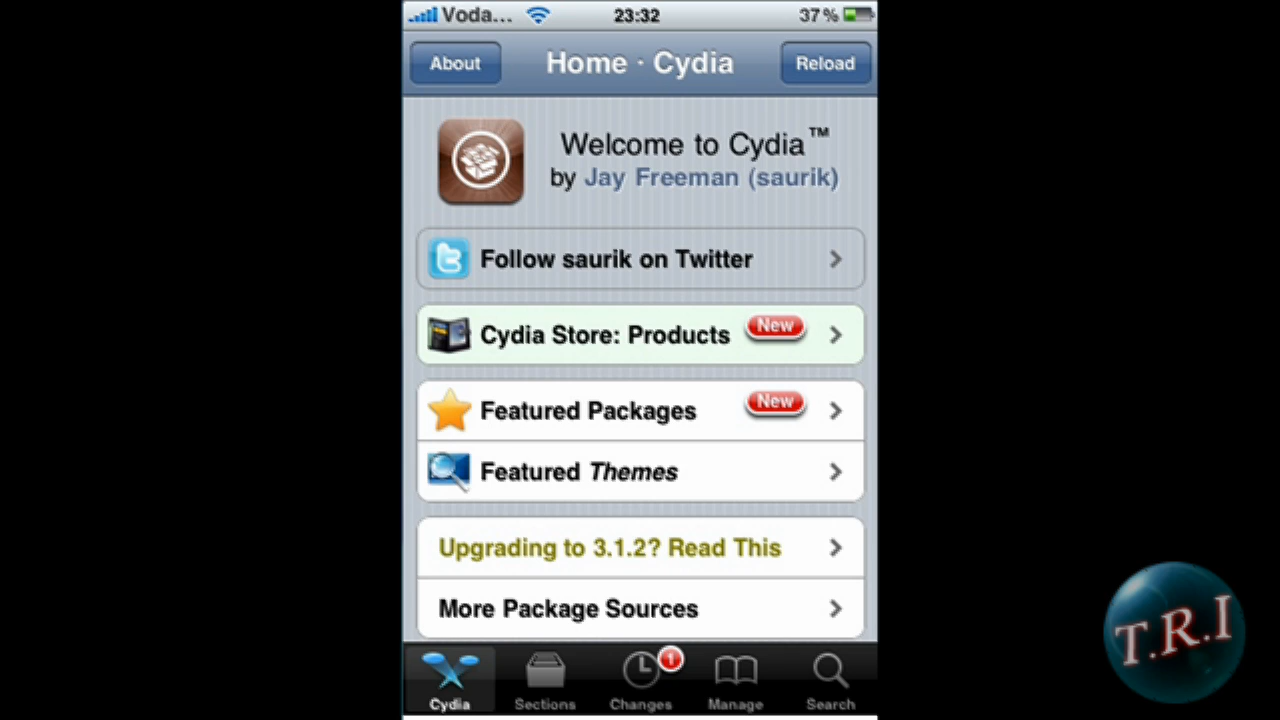 Voda... 23:32 37%
About Home · Cydia Reload
Welcome to Cydia™
by Jay Freeman (saurik)
Follow saurik on Twitter
Cydia Store: Products New
Featured Packages New
Featured Themes
Upgrading to 3.1.2? Read This
More Package Sources
1
Cydia Sections Changes Manage Search
T.R.I